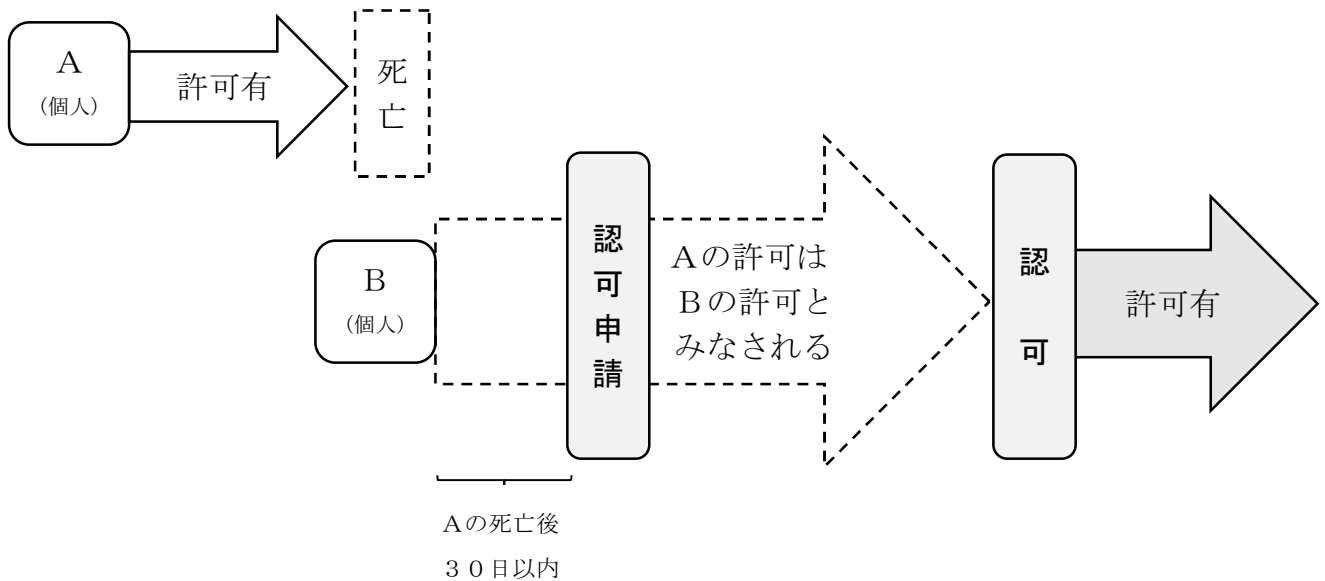 Ａ
（個人）
許可有
死
亡
Ｂ
（個人）
認
可
申
請
Ａの許可は
Ｂの許可と
みなされる
認
可
許可有
Ａの死亡後
３０日以内